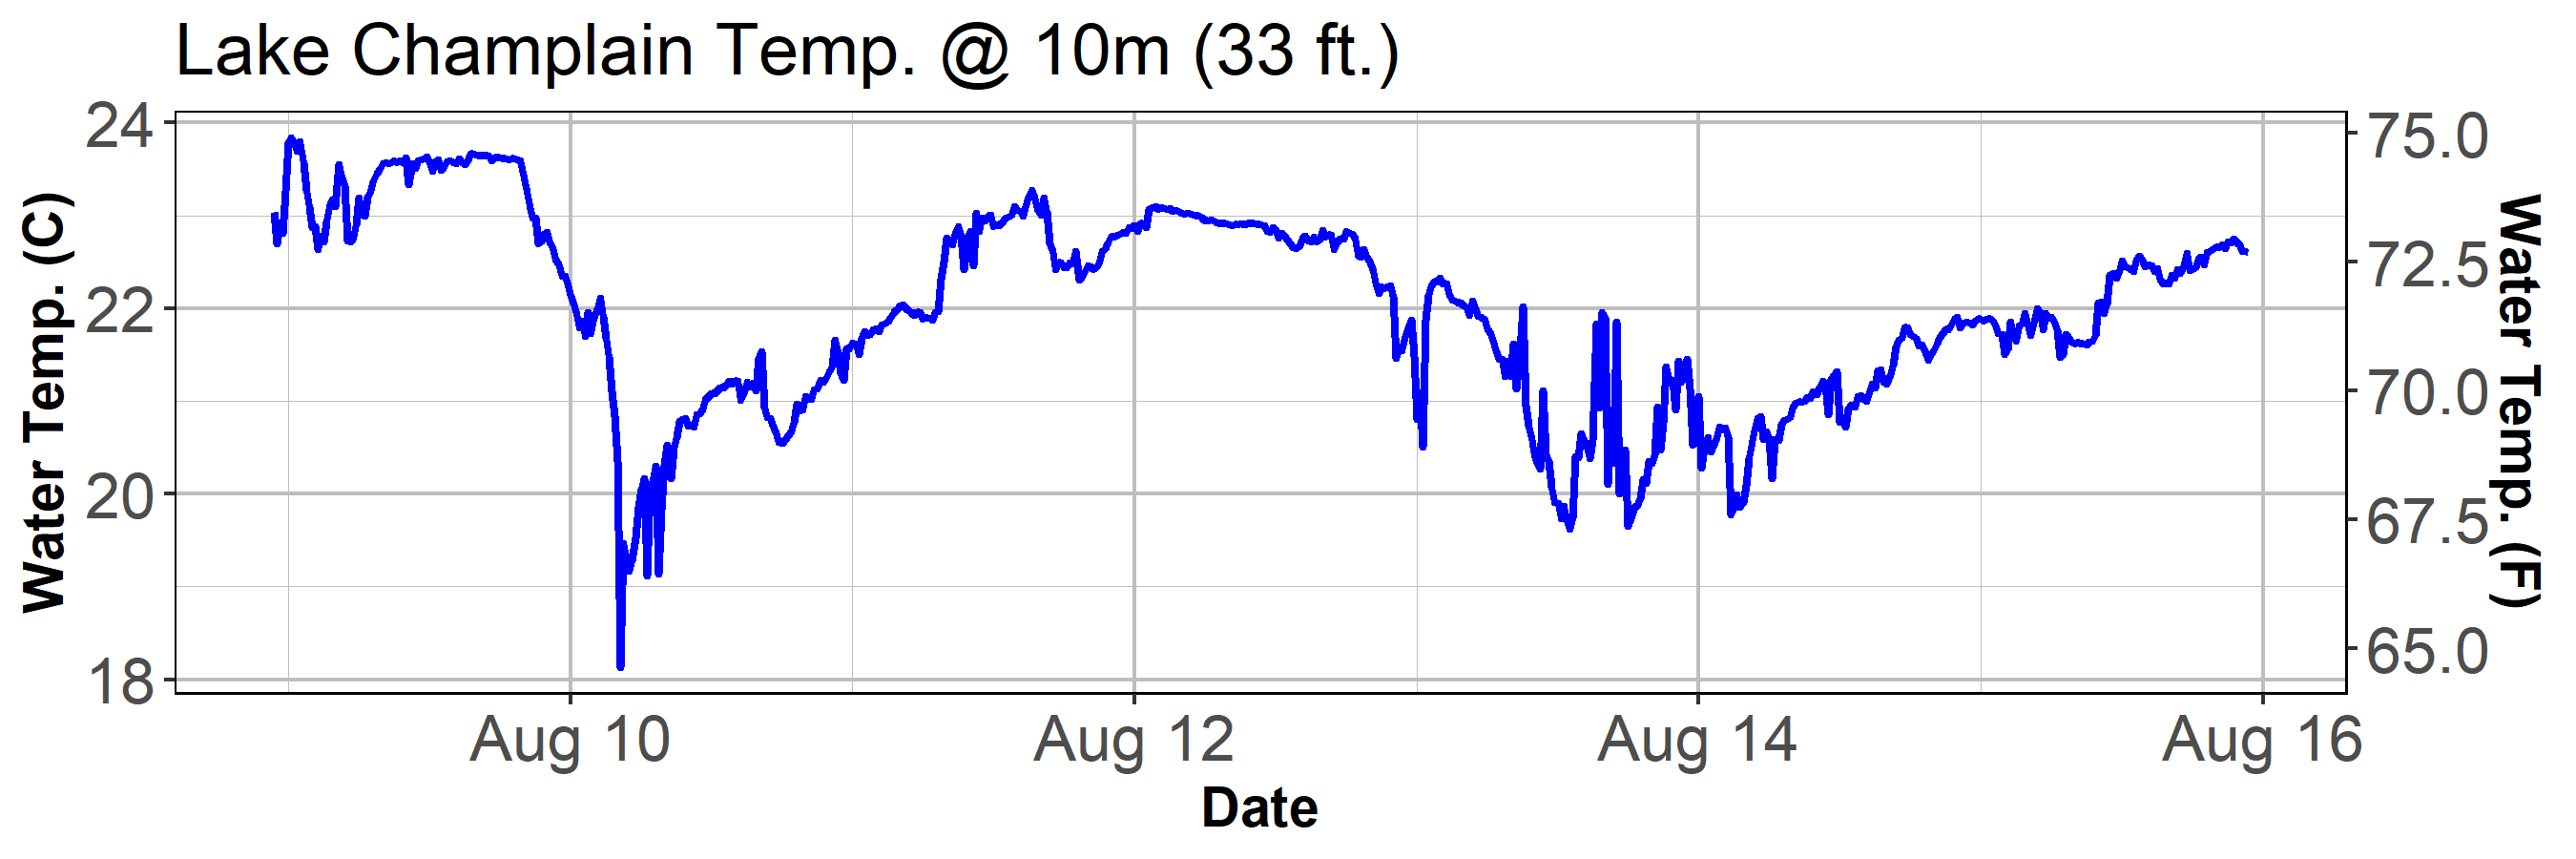 Lake Champlain Temp. @ 10m (33 ft.)
Water Temp. (C)
24
22
20
18
75.0
72.5
70.0
67.5
65.0
Water Temp. (F)
Aug 10
Aug 12
Aug 14
Aug 16
Date